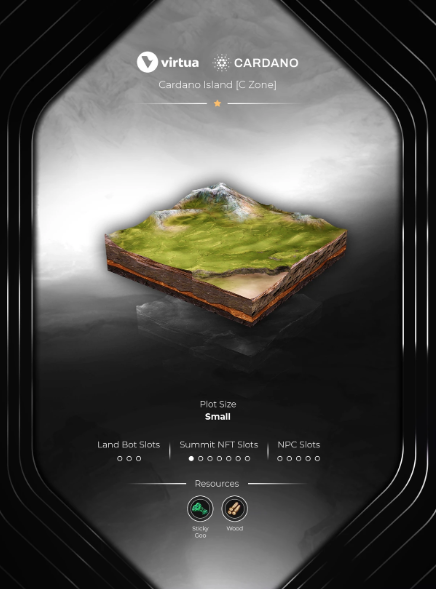 virtua CARDANO
Cardano Island [C Zone]
Plot Size
Small
Land Bot Slots Summit NFT Slots NPC Slots
Resources
Sticky Wood
Goo